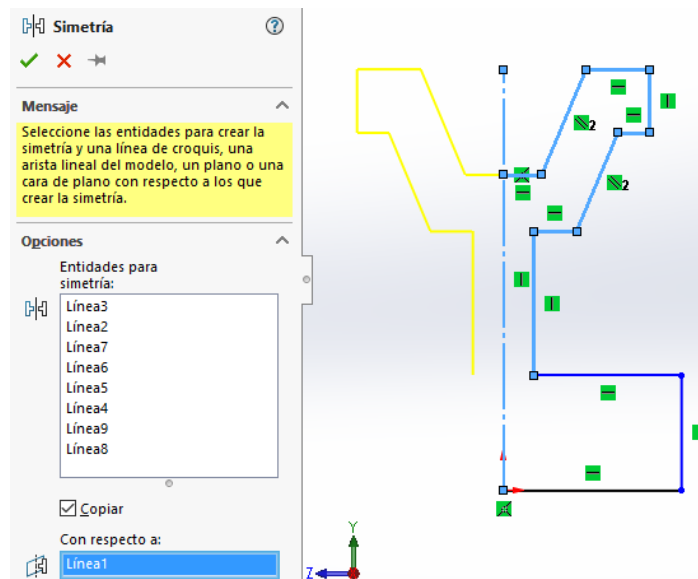 Simetría
Mensaje
Seleccione las entidades para crear la
simetría y una línea de croquis, una
arista lineal del modelo, un plano o una
cara de plano con respecto a los que
crear la simetría.
Opciones
Entidades para
simetría:
Línea3
Línea2
Línea7
Línea6
Línea5
Línea4
Línea9
Línea8
Copiar
Con respecto a:
Línea1
2
2
Y
Z